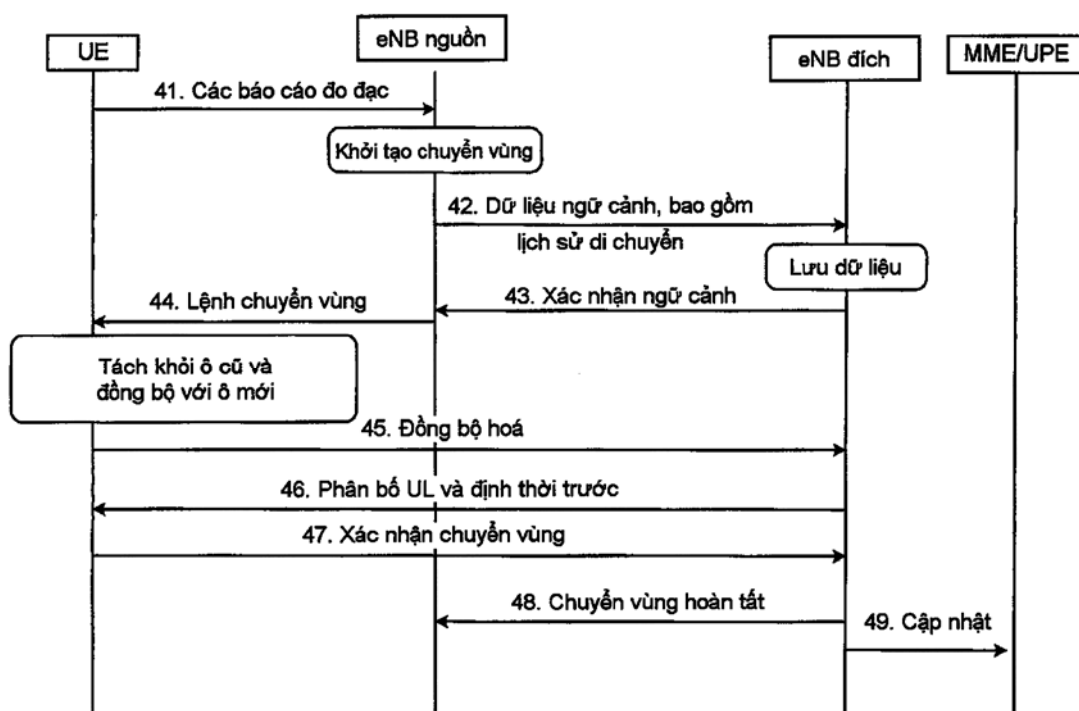 UE
eNB nguồn
eNB đích
MME/UPE
41. Các báo cáo đo đạc
Khởi tạo chuyển vùng
42. Dữ liệu ngữ cảnh, bao gồm
lịch sử di chuyển
Lưu dữ liệu
43. Xác nhận ngữ cảnh
44. Lệnh chuyển vùng
Tách khỏi ô cũ và
đồng bộ với ô mới
45. Đồng bộ hoá
46. Phân bố UL và định thời trước
47. Xác nhận chuyển vùng
48. Chuyển vùng hoàn tất
49. Cập nhật